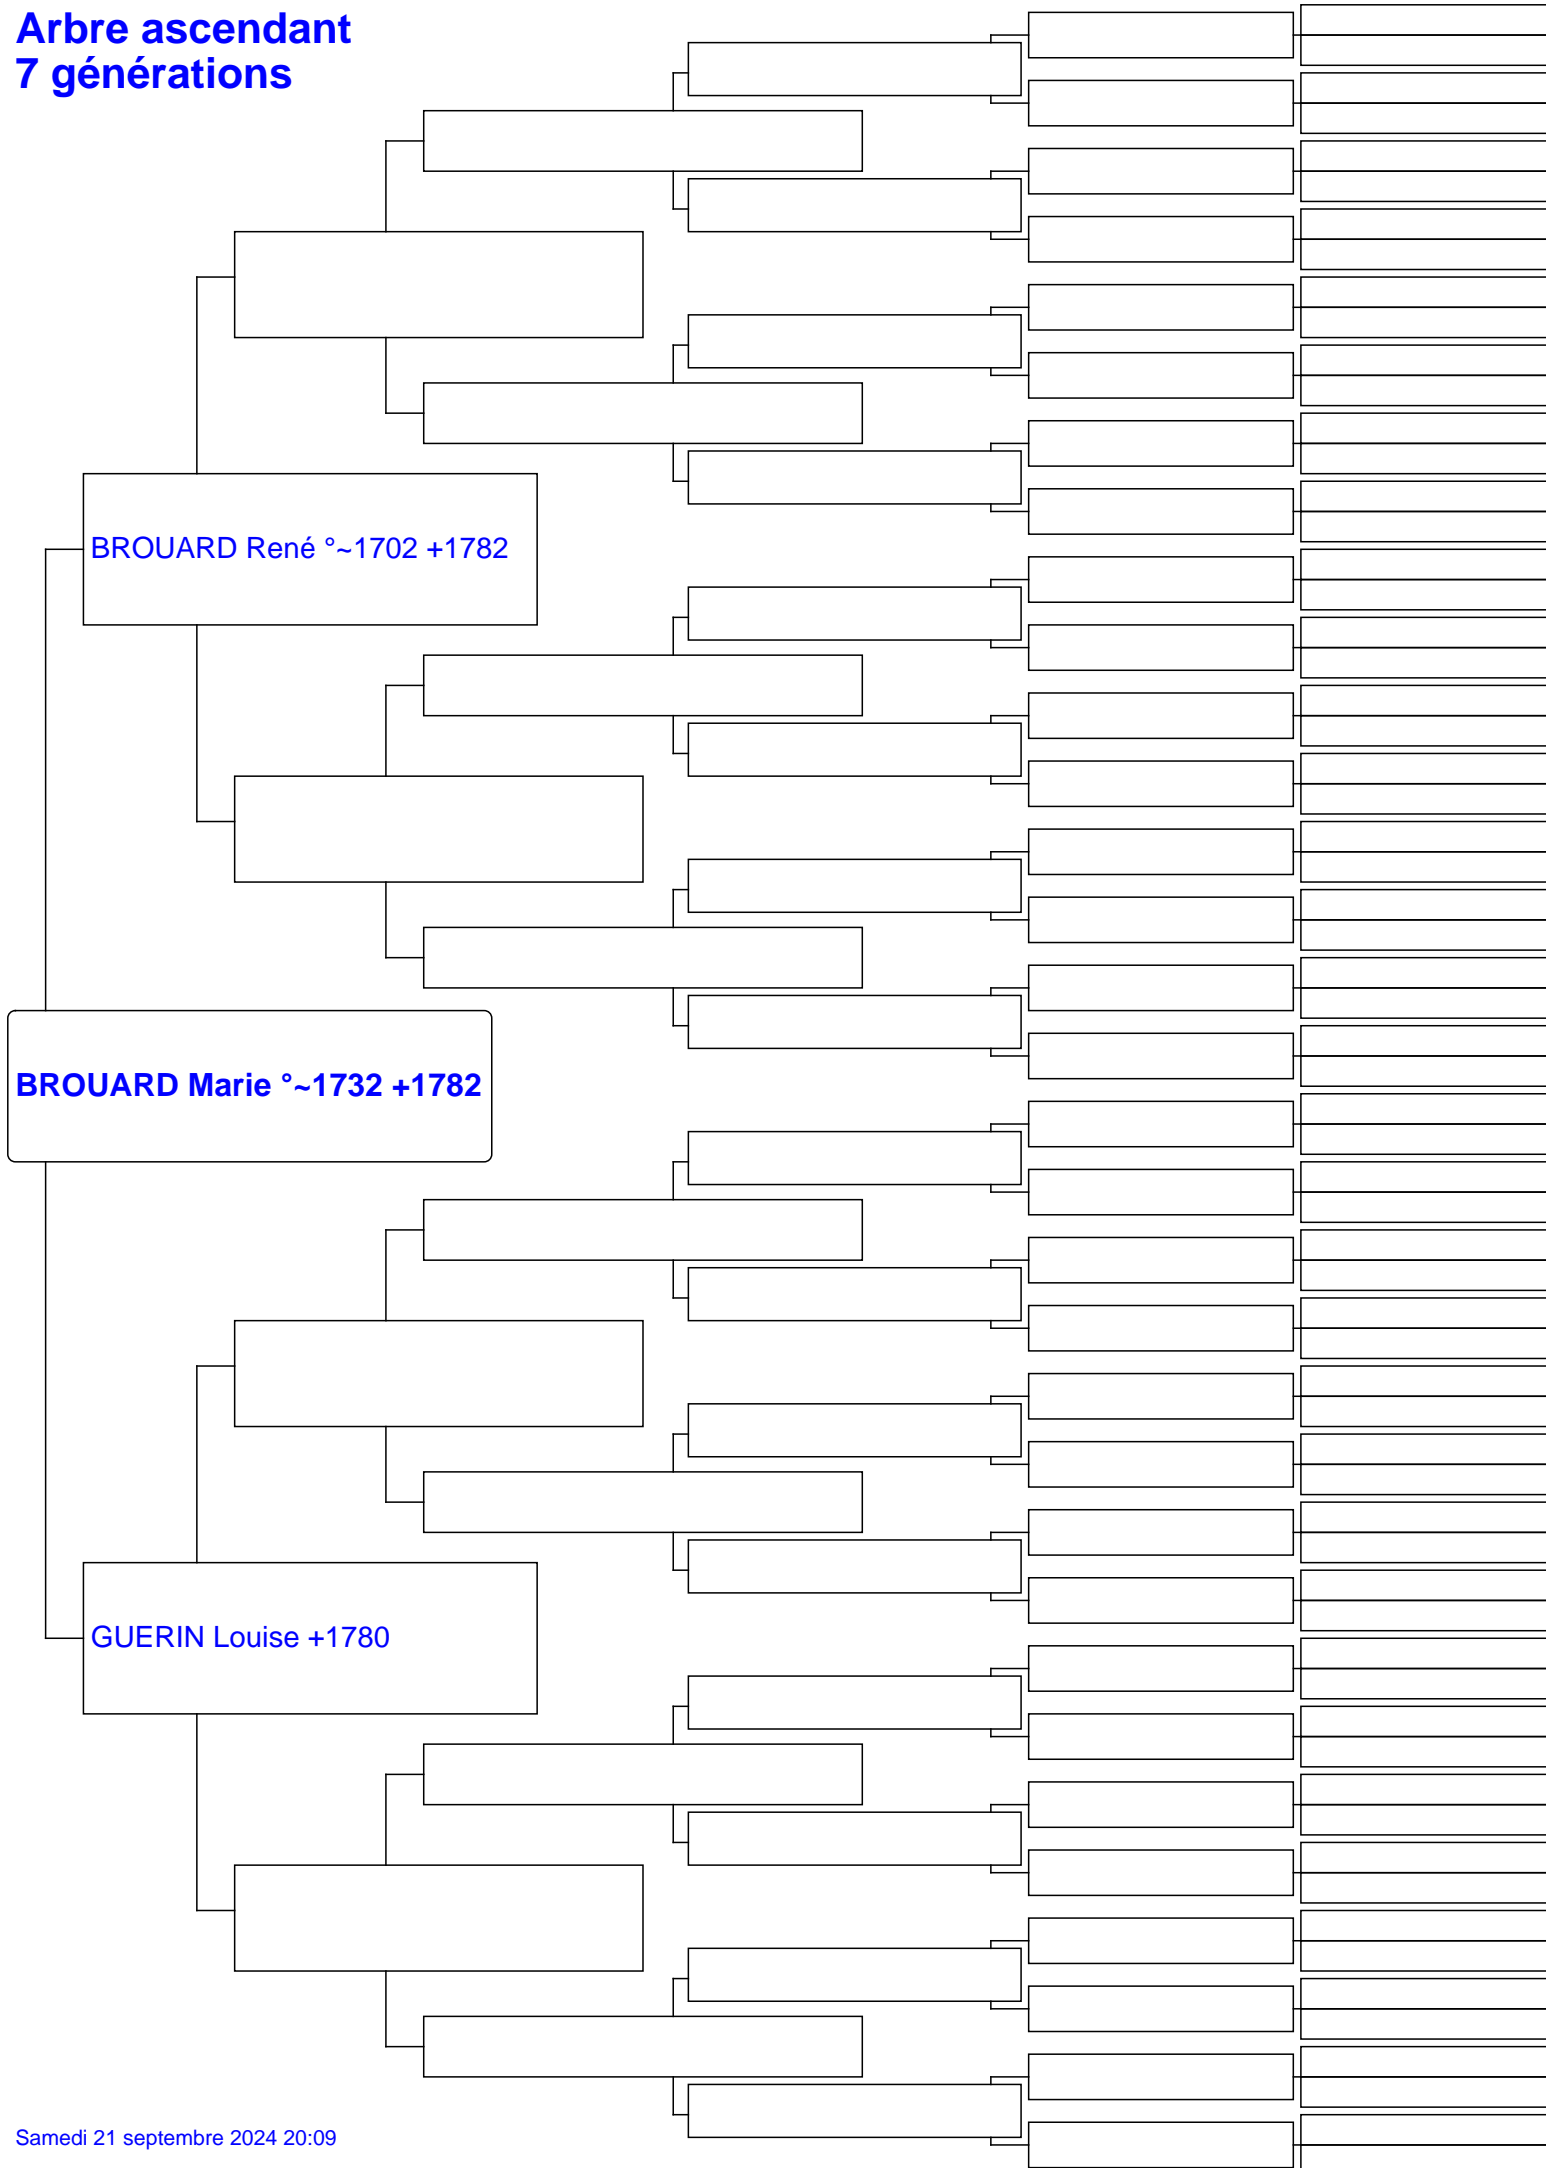 Arbre ascendant
7 générations
BROUARD René °~1702 +1782
BROUARD Marie °~1732 +1782
GUERIN Louise +1780
Samedi 21 septembre 2024 20:09